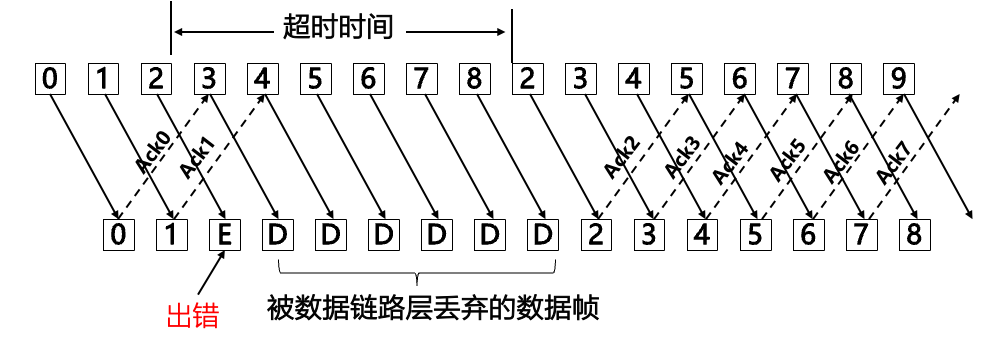 超时时间
0 1 2 3 4 5 6 7 8 2 3 4 5 6 7 8 9
Ack0 Ack1 Ack2 Ack3 Ack4 Ack5 Ack6 Ack7
0 1 E D D D D D D 2 3 4 5 6 7 8
被数据链路层丢弃的数据帧
出错